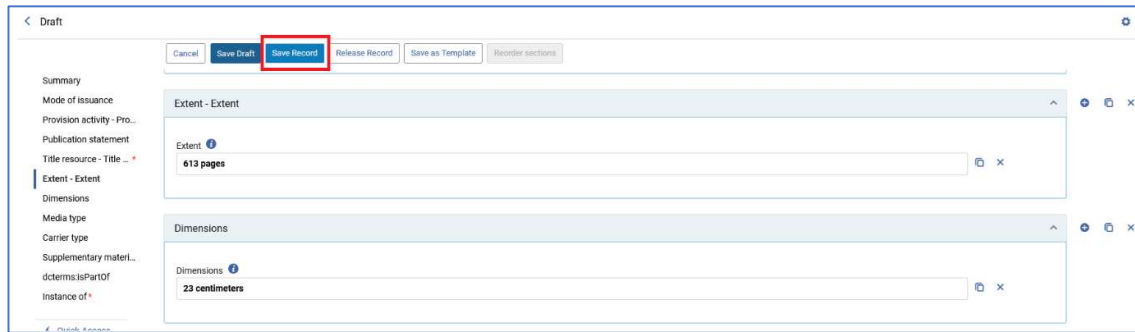 Draft
Cancel Save Draft Save Record Release Record Save as Template Reorder sections
Summary
Mode of issuance
Provision activity - Pro...
Publication statement
Title resource - Title ... *
Extent - Extent
Dimensions
Media type
Carrier type
Supplementary materi...
dcterms:isPartOf
Instance of *
Quick Access
Extent - Extent
Extent
613 pages
Dimensions
Dimensions
23 centimeters